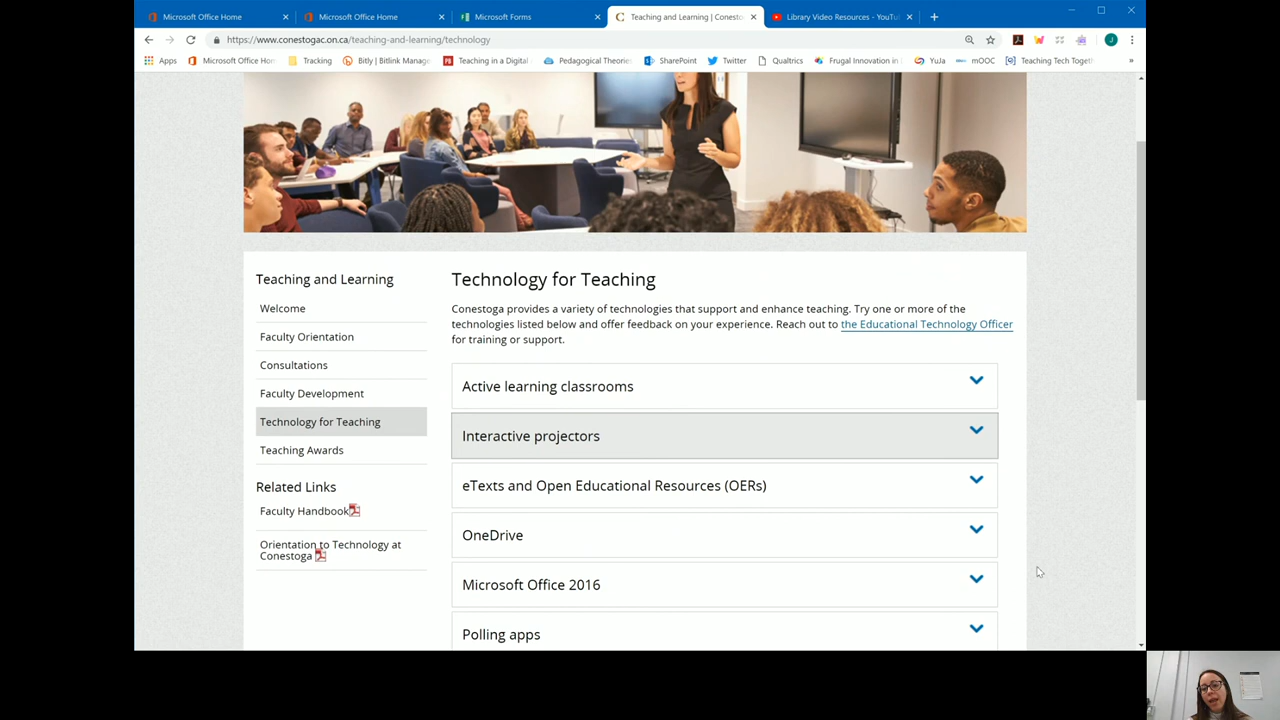 Microsoft Office Home
Microsoft Office Home
Microsoft Forms
Teaching and Learning | Conesto
Library Video Resources - YouTu
https://www.conestogac.on.ca/teaching-and-learning/technology
Apps
Microsoft Office Hom
Tracking
Bitly | Bitlink Manage
Teaching in a Digital
Pedagogical Theories
SharePoint
Twitter
Qualtrics
Frugal Innovation in
YuJa
mOOC
Teaching Tech Toget
»
Teaching and Learning
Welcome
Faculty Orientation
Consultations
Faculty Development
Technology for Teaching
Teaching Awards
Related Links
Faculty Handbook
Orientation to Technology at
Conestoga
Technology for Teaching
Conestoga provides a variety of technologies that support and enhance teaching. Try one or more of the
technologies listed below and offer feedback on your experience. Reach out to the Educational Technology Officer
for training or support.
Active learning classrooms
Interactive projectors
eTexts and Open Educational Resources (OERs)
OneDrive
Microsoft Office 2016
Polling apps